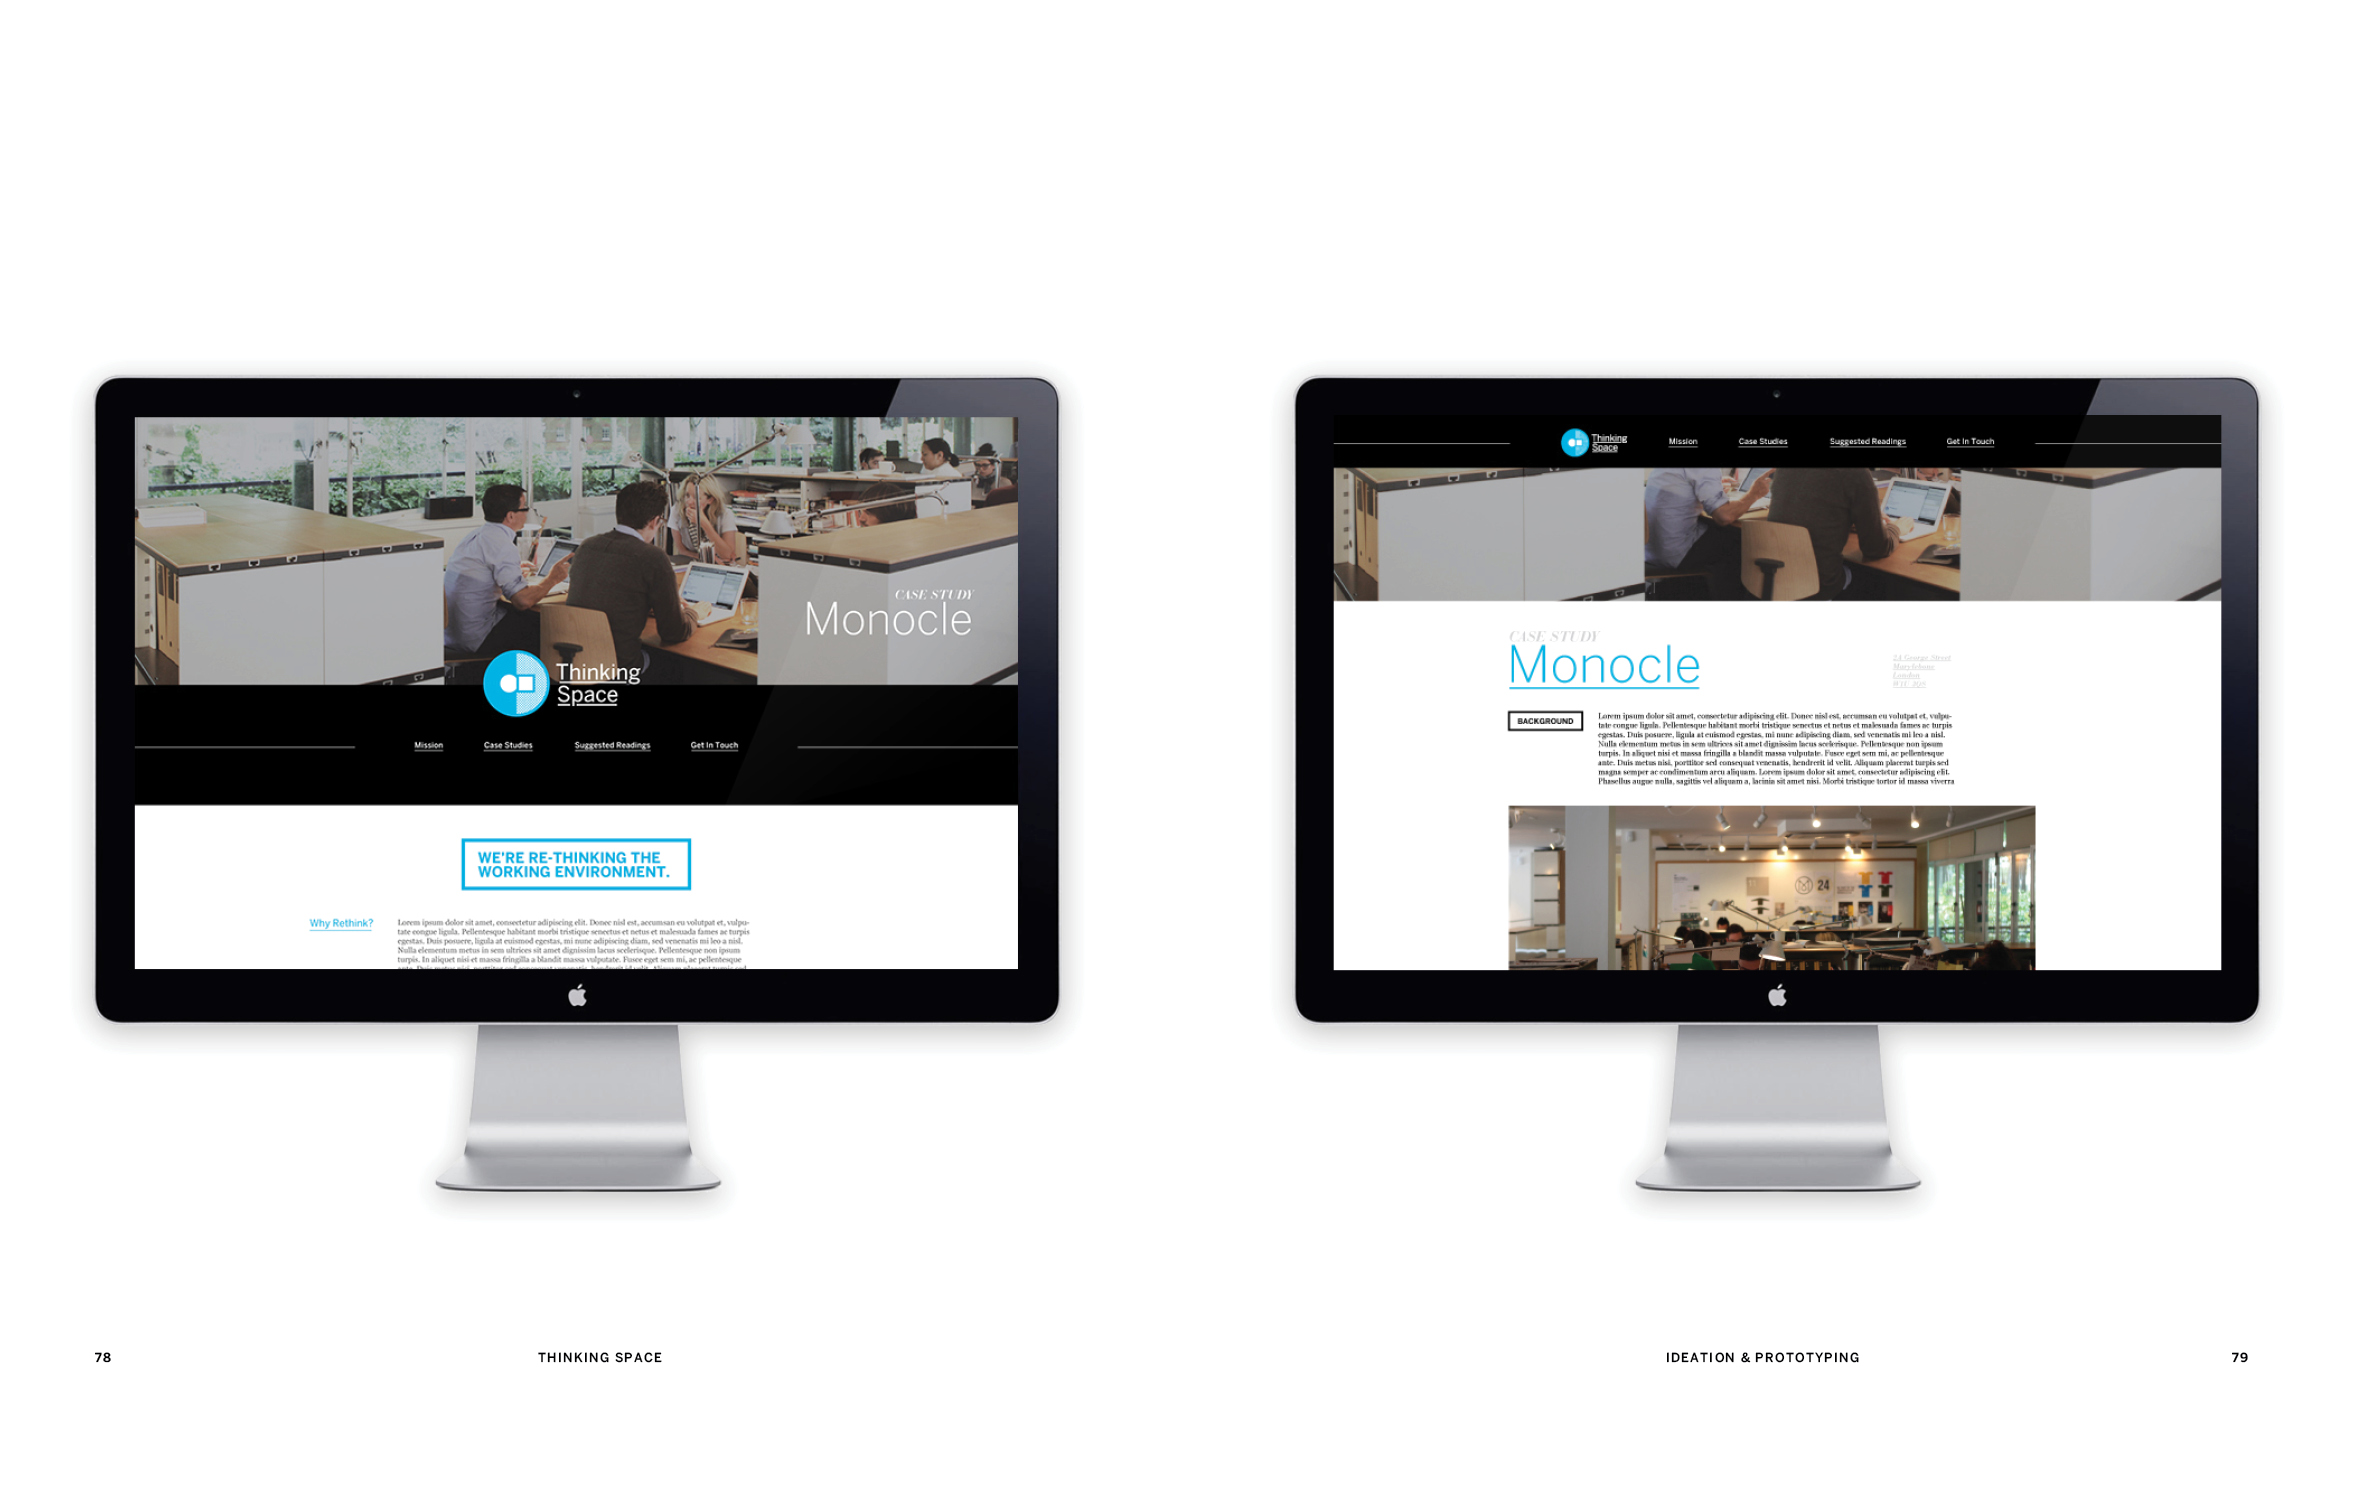 CASE STUDY
Monocle
Thinking
Space
Mission
Case Studies
Suggested Readings
Get In Touch
WE'RE RE-THINKING THE
WORKING ENVIRONMENT.
Why Rethink?
Lorem ipsum dolor sit amet, consectetur adipiscing elit. Donec nisl est, accumsan eu volutpat et, vulpu-
tate congue ligula. Pellentesque habitant morbi tristique senectus et netus et malesuada fames ac turpis
egestas. Duis posuere, ligula at euismod egestas, mi nunc adipiscing diam, sed venenatis mi leo a nisl.
Nulla elementum metus in sem ultrices sit amet dignissim lacus scelerisque. Pellentesque non ipsum
turpis. In aliquet nisi et massa fringilla a blandit massa vulputate. Fusce eget sem mi, ac pellentesque
Thinking
Space
Mission
Case Studies
Suggested Readings
Get In Touch
CASE STUDY
Monocle
24 George Street
Marylebone
London
BACKGROUND
Lorem ipsum dolor sit amet, consectetur adipiscing elit. Donec nisl est, accumsan eu volutpat et, vulpu-
tate congue ligula. Pellentesque habitant morbi tristique senectus et netus et malesuada fames ac turpis
egestas. Duis posuere, ligula at euismod egestas, mi nunc adipiscing diam, sed venenatis mi leo a nisl.
Nulla elementum metus in sem ultrices sit amet dignissim lacus scelerisque. Pellentesque non ipsum
turpis. In aliquet nisi et massa fringilla a blandit massa vulputate. Fusce eget sem mi, ac pellentesque
ante. Duis metus nisi, porttitor sed consequat venenatis, hendrerit id velit. Aliquam placerat turpis sed
magna semper ac condimentum arcu aliquam. Lorem ipsum dolor sit amet, consectetur adipiscing elit.
Phasellus augue nulla, sagittis vel aliquam a, lacinia sit amet nisi. Morbi tristique tortor id massa viverra
24
78
THINKING SPACE
IDEATION & PROTOTYPING
79